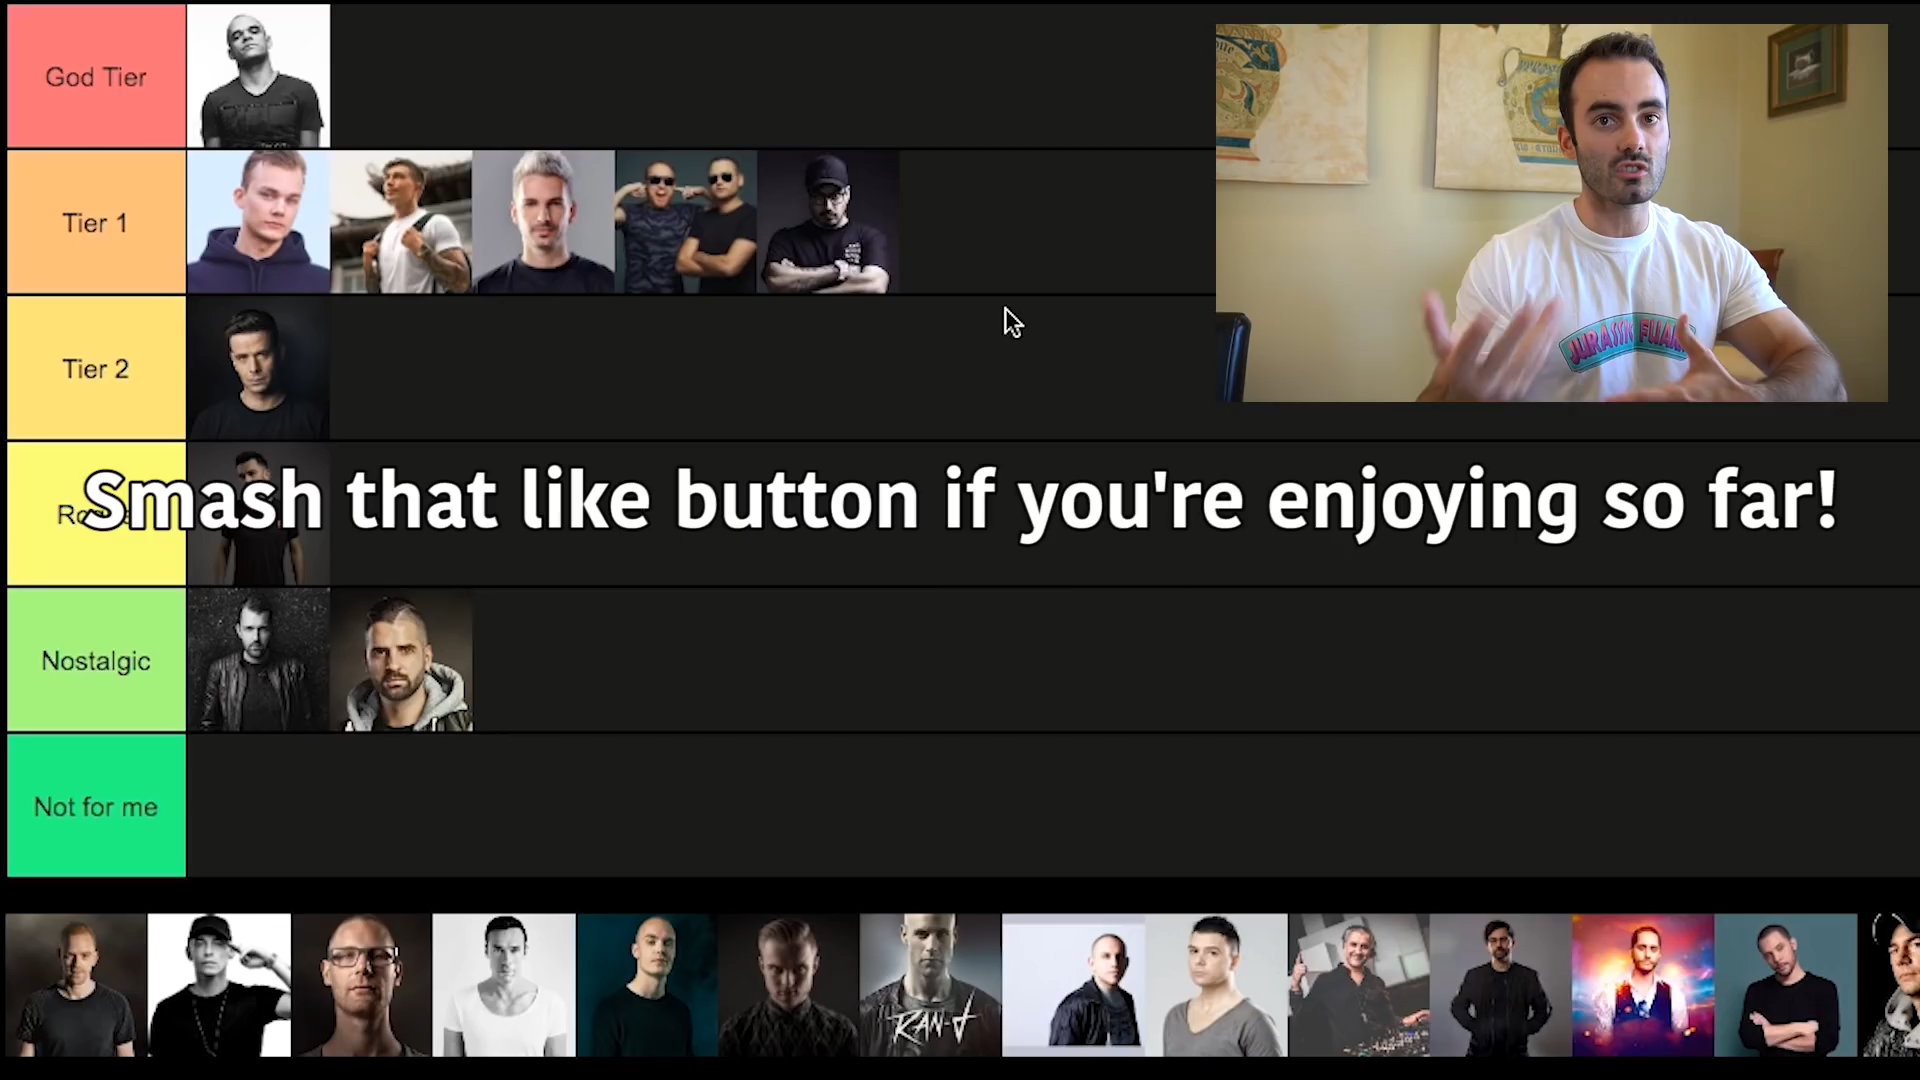 God Tier
Tier 1
Tier 2
Smash that like button if you're enjoying so far!
Nostalgic
Not for me
JURASSIC
RAN-D